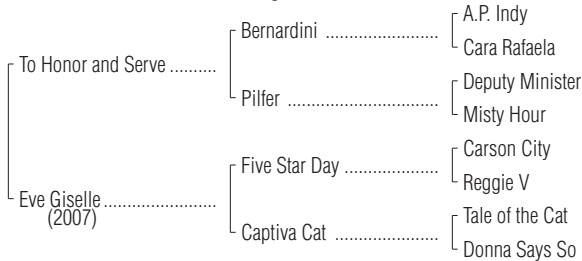 A.P. Indy
Bernardini ........................
Cara Rafaela
To Honor and Serve ..........
Deputy Minister
Pilfer ................................
Misty Hour
Carson City
Five Star Day ....................
Reggie V
Eve Giselle ........................
(2007)
Tale of the Cat
Captiva Cat ......................
Donna Says So